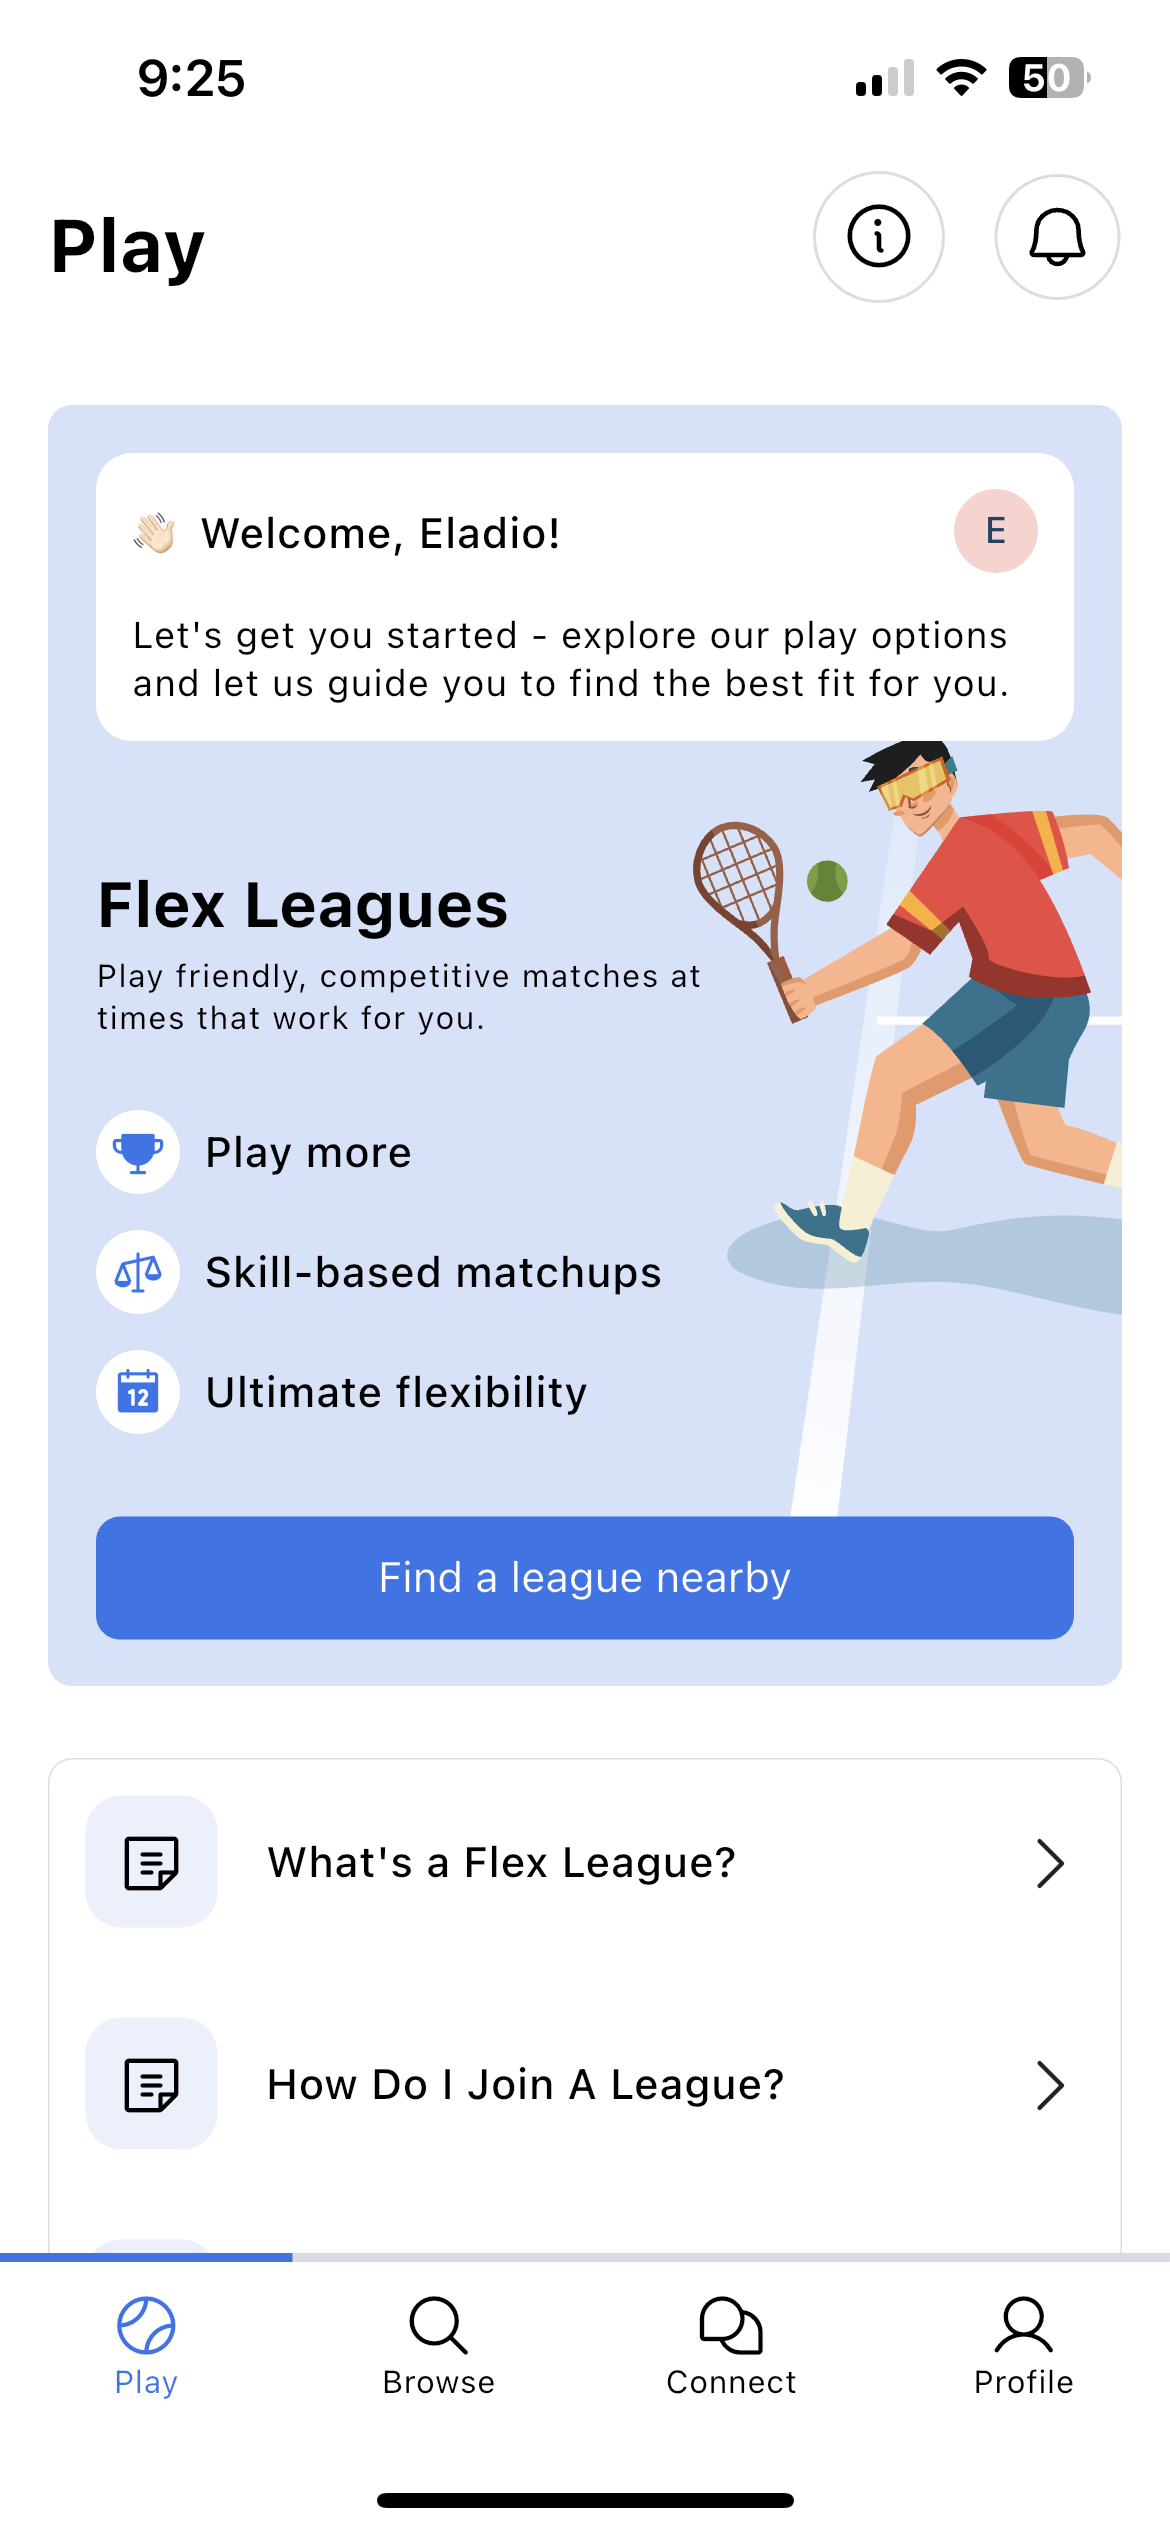 9:25
50
Play
👋🏻 Welcome, Eladio!
E
Let's get you started - explore our play options
and let us guide you to find the best fit for you.
Flex Leagues
Play friendly, competitive matches at
times that work for you.
Play more
Skill-based matchups
12
Ultimate flexibility
Find a league nearby
What's a Flex League?
How Do I Join A League?
Play
Browse
Connect
Profile